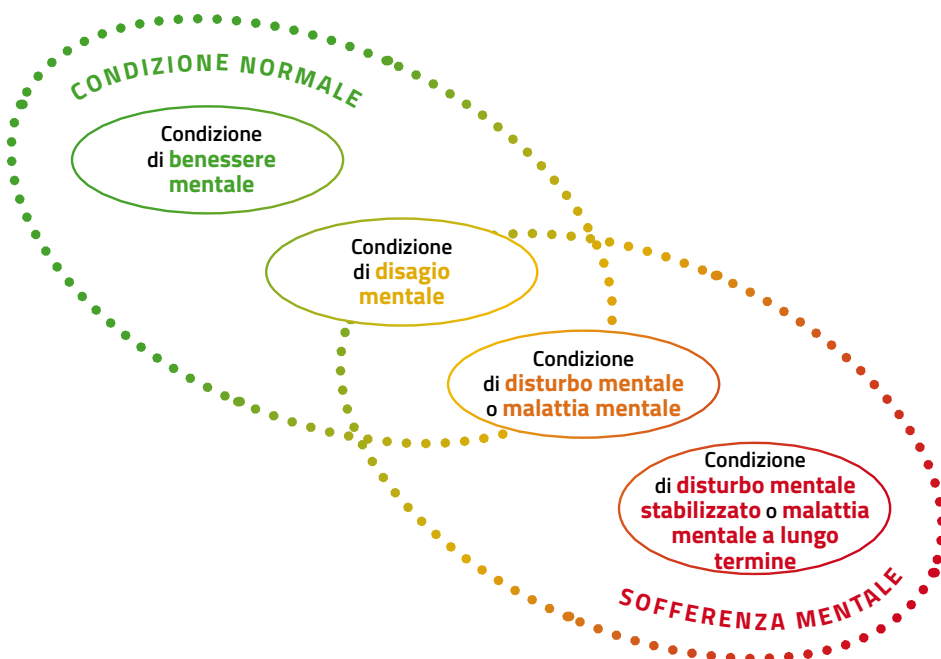 CONDIZIONE NORMALE
Condizione
di benessere
mentale
Condizione
di disagio
mentale
Condizione
di disturbo mentale
o malattia mentale
Condizione
di disturbo mentale
stabilizzato o malattia
mentale a lungo
termine
SOFFERENZA MENTALE